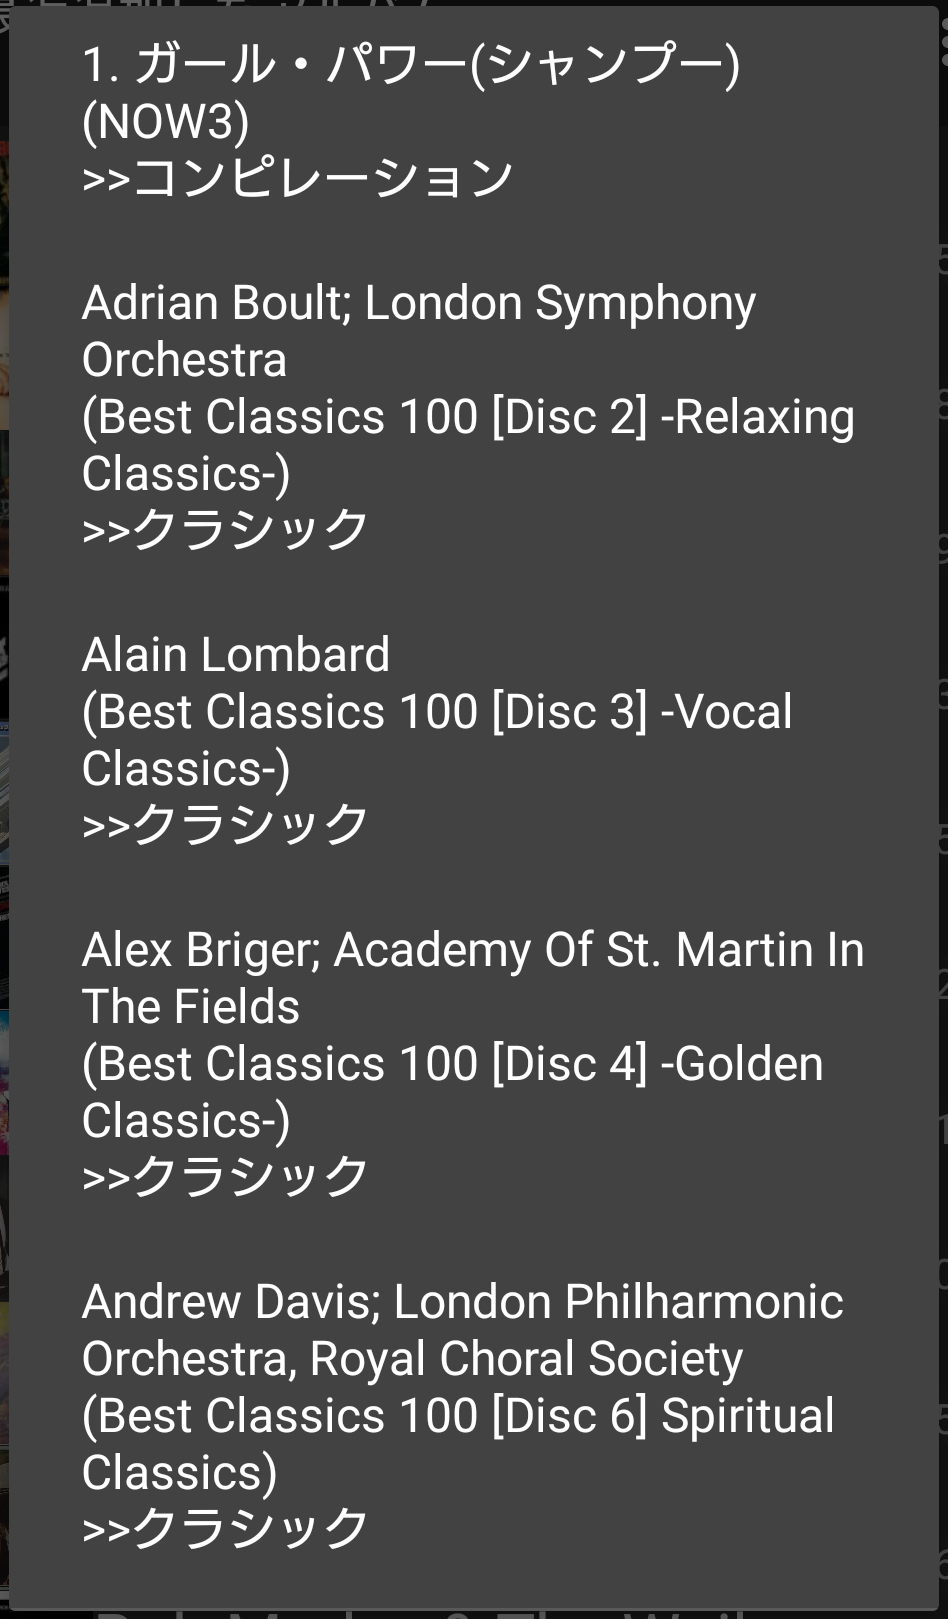 1. ガール・パワー(シャンプー)
(NOW3)
>>コンピレーション
Adrian Boult; London Symphony
Orchestra
(Best Classics 100 [Disc 2] -Relaxing
Classics-)
>>クラシック
Alain Lombard
(Best Classics 100 [Disc 3] -Vocal
Classics-)
>>クラシック
Alex Briger; Academy Of St. Martin In
The Fields
(Best Classics 100 [Disc 4] -Golden
Classics-)
>>クラシック
Andrew Davis; London Philharmonic
Orchestra, Royal Choral Society
(Best Classics 100 [Disc 6] Spiritual
Classics)
>>クラシック